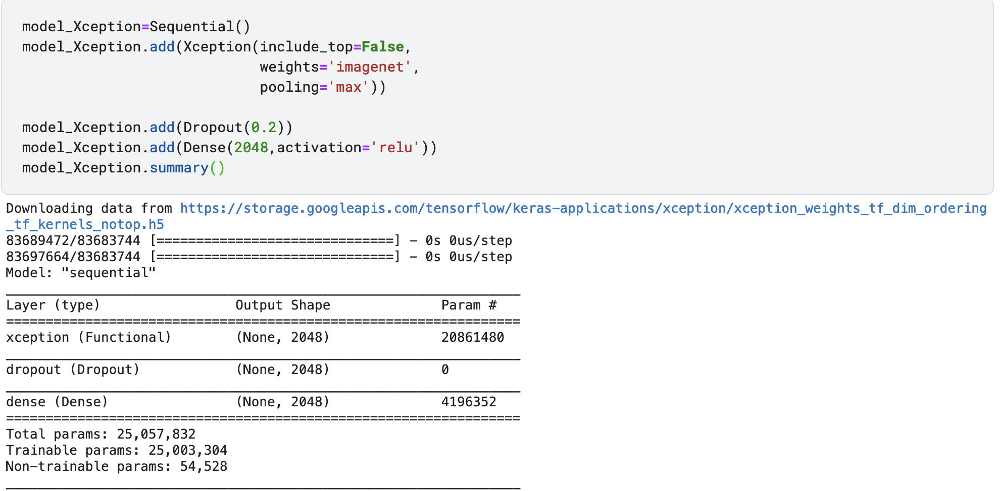 model_Xception=Sequential()
model_Xception.add(Xception(include_top=False,
                            weights='imagenet',
                            pooling='max'))

model_Xception.add(Dropout(0.2))
model_Xception.add(Dense(2048,activation='relu'))
model_Xception.summary()
Downloading data from https://storage.googleapis.com/tensorflow/keras-applications/xception/xception_weights_tf_dim_ordering
_tf_kernels_notop.h5
83689472/83683744 [==============================] - 0s 0us/step
83697664/83683744 [==============================] - 0s 0us/step
Model: "sequential"
_________________________________________________________________
Layer (type)                 Output Shape              Param #
=================================================================
xception (Functional)        (None, 2048)              20861480
_________________________________________________________________
dropout (Dropout)            (None, 2048)              0
_________________________________________________________________
dense (Dense)                (None, 2048)              4196352
=================================================================
Total params: 25,057,832
Trainable params: 25,003,304
Non-trainable params: 54,528
_________________________________________________________________